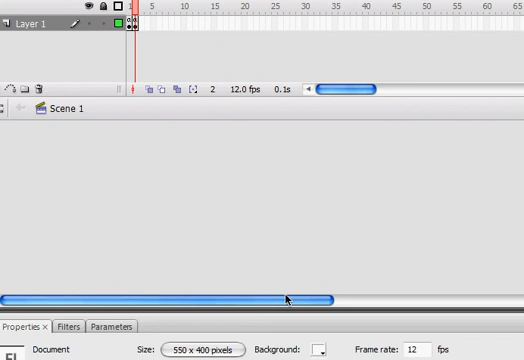 1 5 10 15 20 25 30 35 40 45 50 55 60 65
Layer 1
2 12.0 fps 0.1s
Scene 1
Properties × Filters Parameters
Document Size: 550 x 400 pixels Background: Frame rate: 12 fps
FL